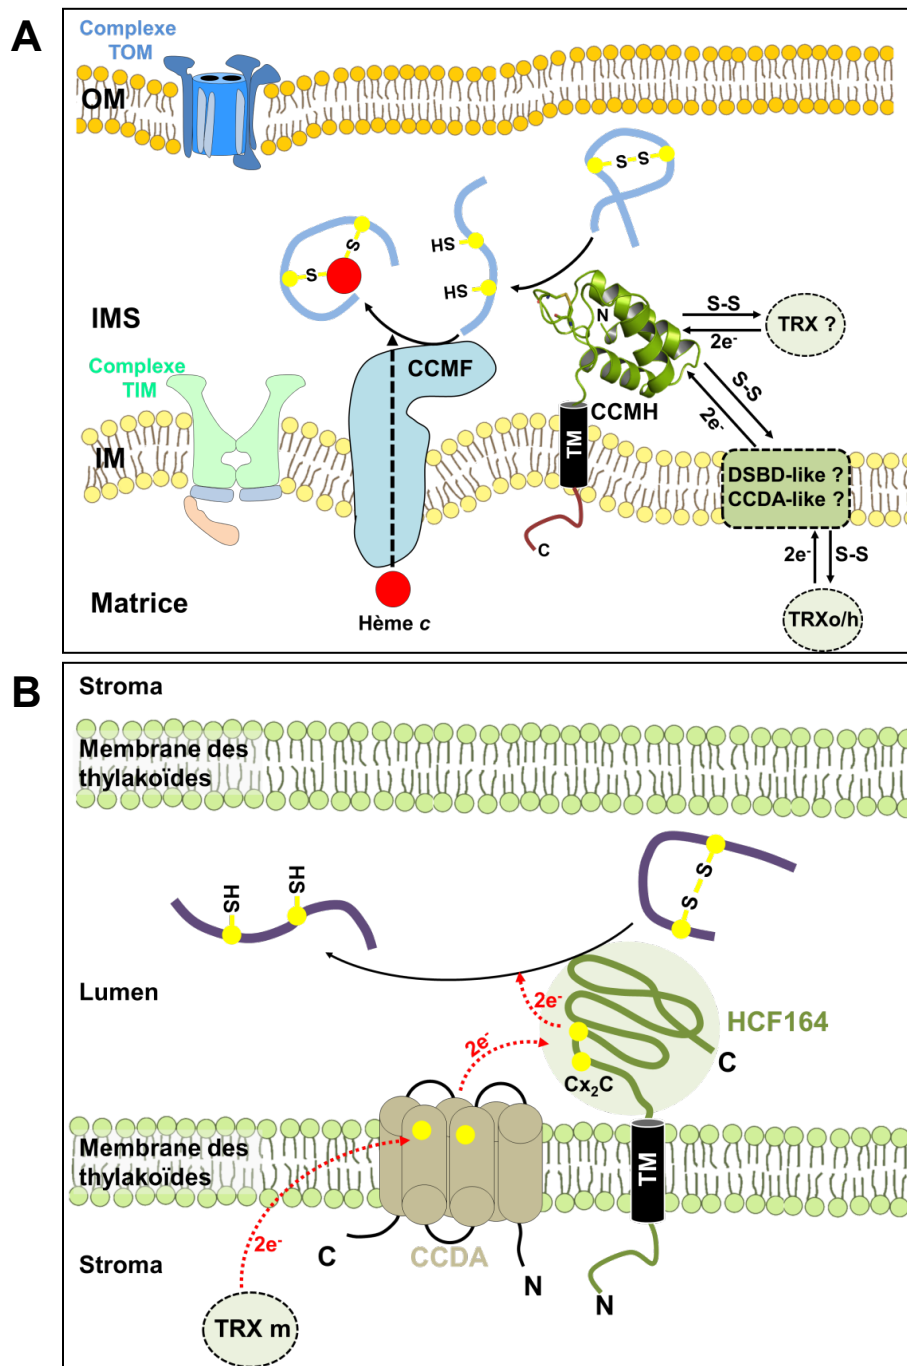 A
Complexe
TOM
OM
S
S
S
S
HS
HS
IMS
CCMF
N
S-S
2e-
TRX ?
Complexe
TIM
IM
CCMH
TM
S-S
2e-
DSBD-like ?
CCDA-like ?
C
2e-
S-S
TRXo/h
Matrice
Hème c
B
Stroma
Membrane des
thylakoïdes
SH
SH
S
S
Lumen
2e-
2e-
HCF164
C
Cx₂C
Membrane des
thylakoïdes
TM
2e-
C
CCDA
N
Stroma
N
TRX m